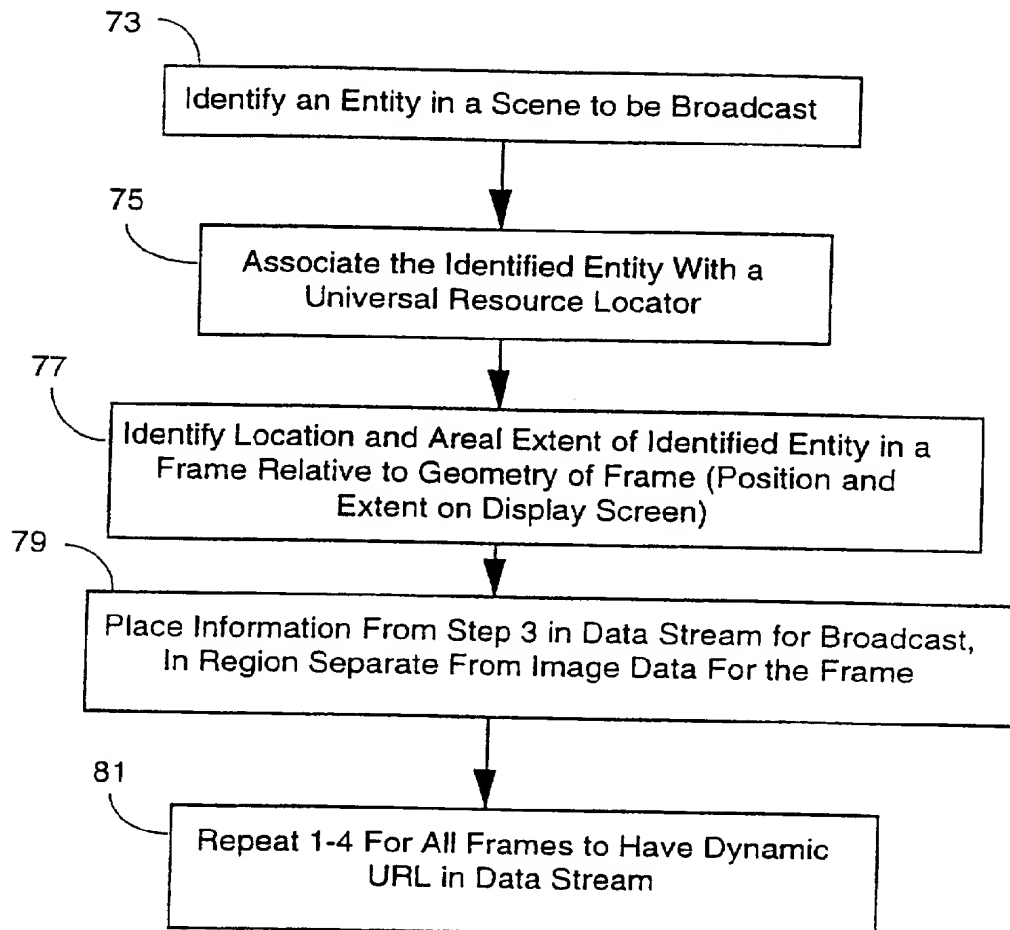 73
Identify an Entity in a Scene to be Broadcast
75
Associate the Identified Entity With a
Universal Resource Locator
77
Identify Location and Areal Extent of Identified Entity in a
Frame Relative to Geometry of Frame (Position and
Extent on Display Screen)
79
Place Information From Step 3 in Data Stream for Broadcast,
In Region Separate From Image Data For the Frame
81
Repeat 1-4 For All Frames to Have Dynamic
URL in Data Stream